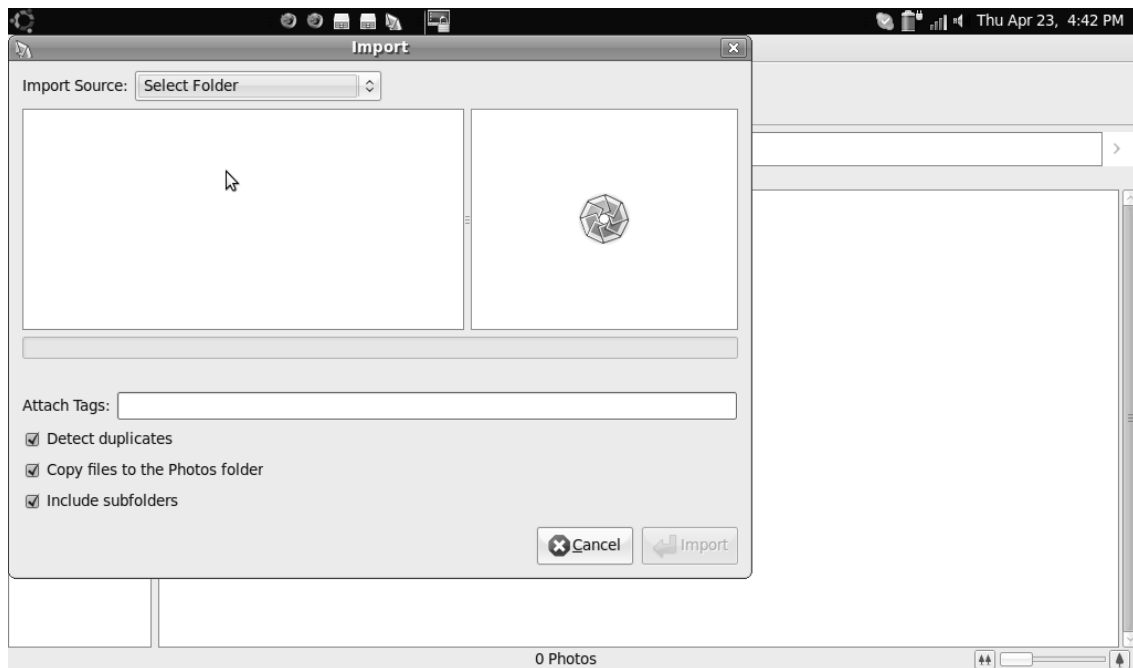 Thu Apr 23, 4:42 PM
Import
Import Source: Select Folder
Attach Tags:
Detect duplicates
Copy files to the Photos folder
Include subfolders
Cancel Import
0 Photos